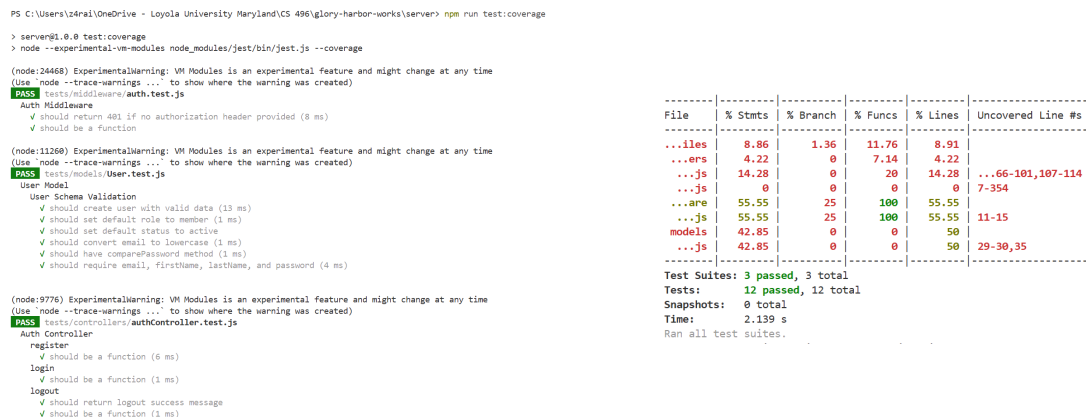 PS C:\Users\z4rai\OneDrive - Loyola University Maryland\CS 496\glory-harbor-works\server> npm run test:coverage
> server@1.0.0 test:coverage
> node --experimental-vm-modules node_modules/jest/bin/jest.js --coverage
(node:24468) ExperimentalWarning: VM Modules is an experimental feature and might change at any time
(Use `node --trace-warnings ...` to show where the warning was created)
PASS tests/middleware/auth.test.js
Auth Middleware
√ should return 401 if no authorization header provided (8 ms)
√ should be a function
(node:11260) ExperimentalWarning: VM Modules is an experimental feature and might change at any time
(Use `node --trace-warnings ...` to show where the warning was created)
PASS tests/models/User.test.js
User Model
User Schema Validation
√ should create user with valid data (13 ms)
√ should set default role to member (1 ms)
√ should set default status to active
√ should convert email to lowercase (1 ms)
√ should have comparePassword method (1 ms)
√ should require email, firstName, lastName, and password (4 ms)
(node:9776) ExperimentalWarning: VM Modules is an experimental feature and might change at any time
(Use `node --trace-warnings ...` to show where the warning was created)
PASS tests/controllers/authController.test.js
Auth Controller
register
√ should be a function (6 ms)
login
√ should be a function (1 ms)
logout
√ should return logout success message
√ should be a function (1 ms)
--------|---------|----------|---------|---------|-------------------
File | % Stmts | % Branch | % Funcs | % Lines | Uncovered Line #s
--------|---------|----------|---------|---------|-------------------
...iles | 8.86 | 1.36 | 11.76 | 8.91 |
...ers | 4.22 | 0 | 7.14 | 4.22 |
...js | 14.28 | 0 | 20 | 14.28 | ...66-101,107-114
...js | 0 | 0 | 0 | 0 | 7-354
...are | 55.55 | 25 | 100 | 55.55 |
...js | 55.55 | 25 | 100 | 55.55 | 11-15
models | 42.85 | 0 | 0 | 50 |
...js | 42.85 | 0 | 0 | 50 | 29-30,35
--------|---------|----------|---------|---------|-------------------
Test Suites: 3 passed, 3 total
Tests: 12 passed, 12 total
Snapshots: 0 total
Time: 2.139 s
Ran all test suites.